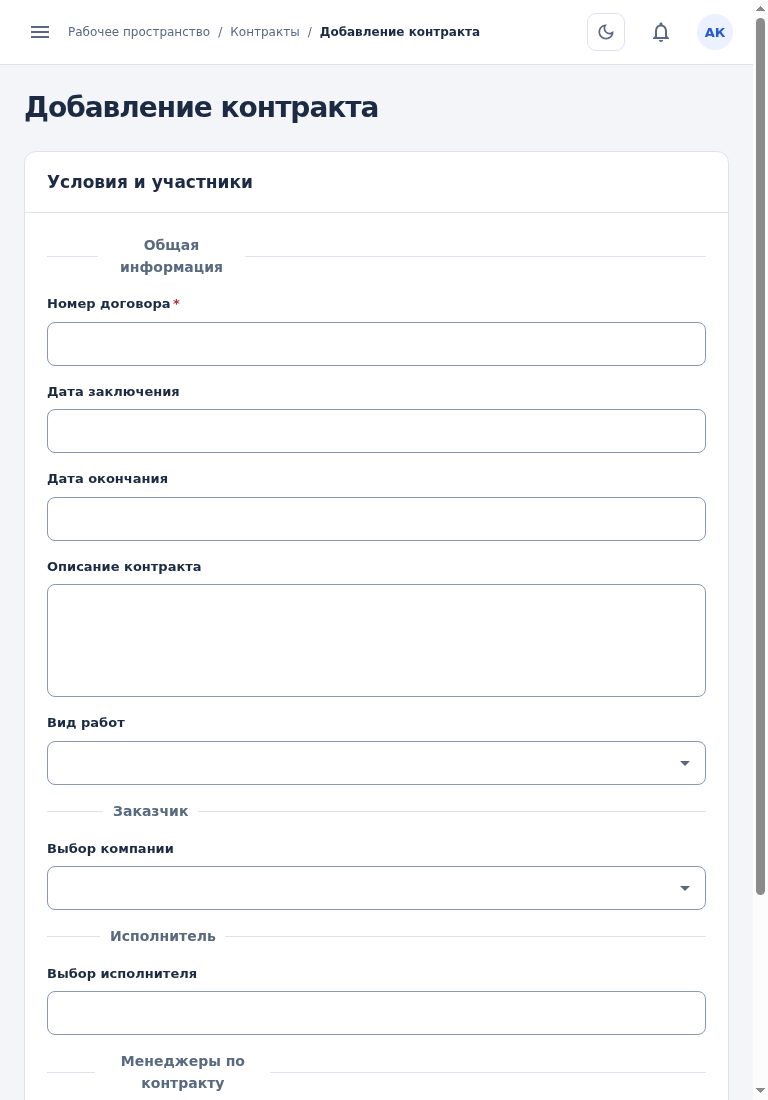 Рабочее пространство / Контракты / Добавление контракта
АК
Добавление контракта
Условия и участники
Общая
информация
Номер договора *
Дата заключения
Дата окончания
Описание контракта
Вид работ
Заказчик
Выбор компании
Исполнитель
Выбор исполнителя
Менеджеры по
контракту